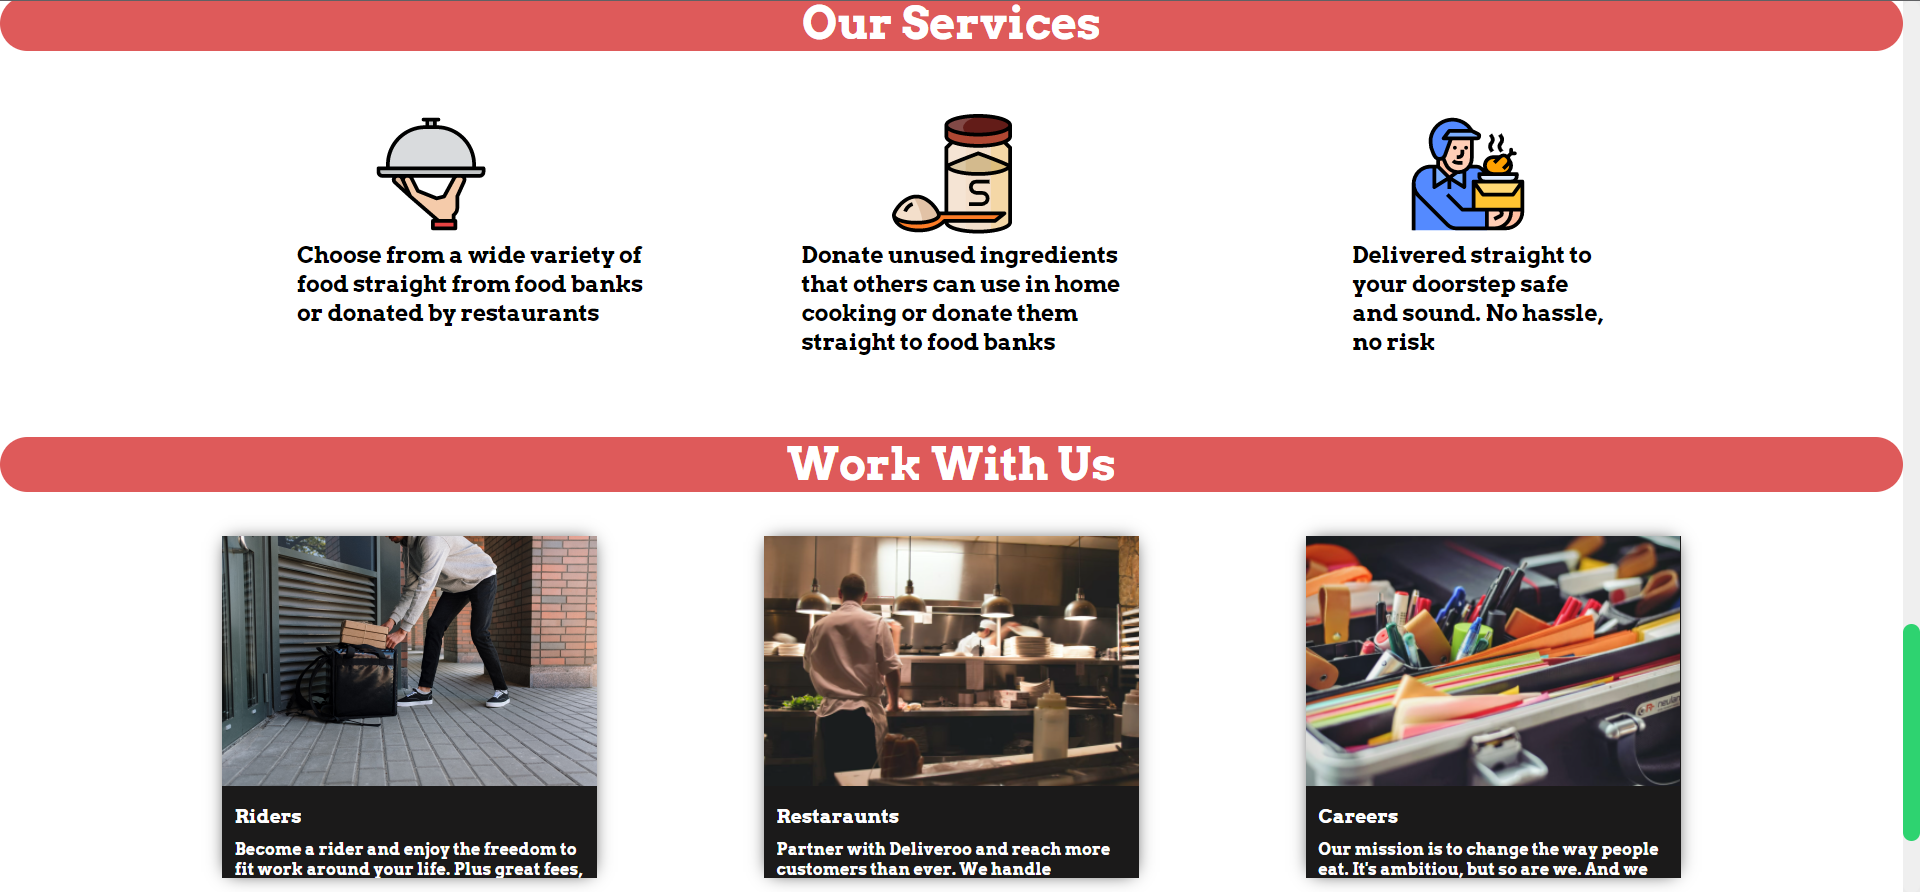 Our Services
S
Choose from a wide variety of
food straight from food banks
or donated by restaurants
Donate unused ingredients
that others can use in home
cooking or donate them
straight to food banks
Delivered straight to
your doorstep safe
and sound. No hassle,
no risk
Work With Us
Riders
Become a rider and enjoy the freedom to
fit work around your life. Plus great fees,
Restaraunts
Partner with Deliveroo and reach more
customers than ever. We handle
Careers
Our mission is to change the way people
eat. It's ambitiou, but so are we. And we